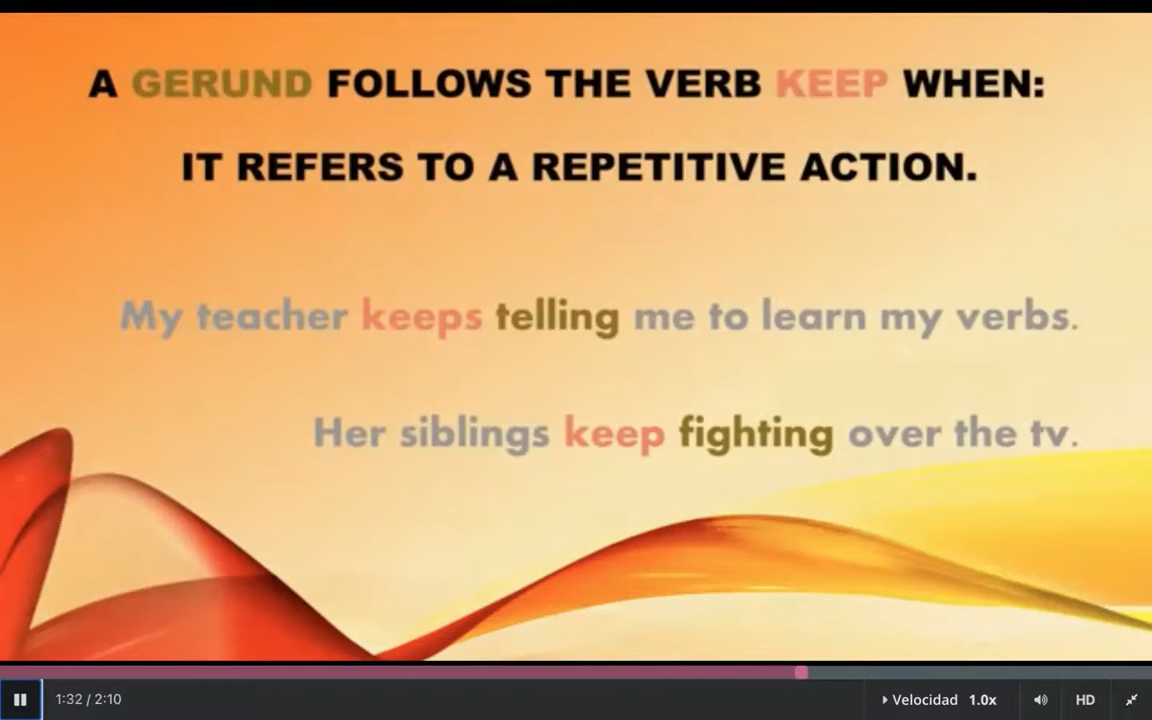 A GERUND FOLLOWS THE VERB KEEP WHEN:
IT REFERS TO A REPETITIVE ACTION.
My teacher keeps telling me to learn my verbs.
Her siblings keep fighting over the tv.
1:32 / 2:10 Velocidad 1.0x HD